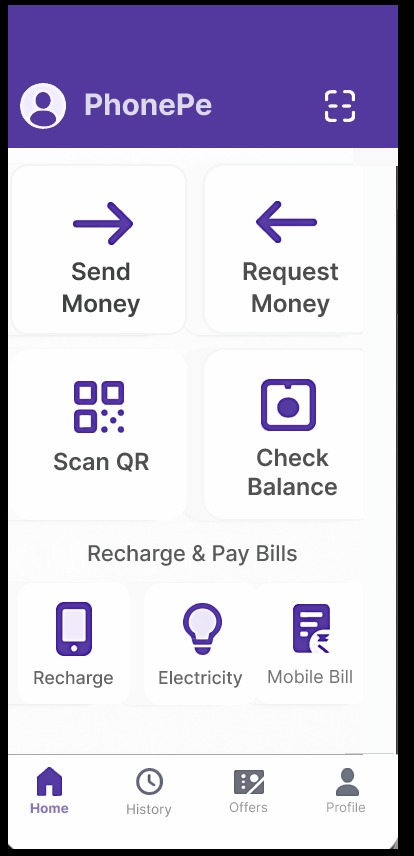 PhonePe
Send
Money
Request
Money
Scan QR
Check
Balance
Recharge & Pay Bills
Recharge
Electricity
Mobile Bill
Home
History
Offers
Profile